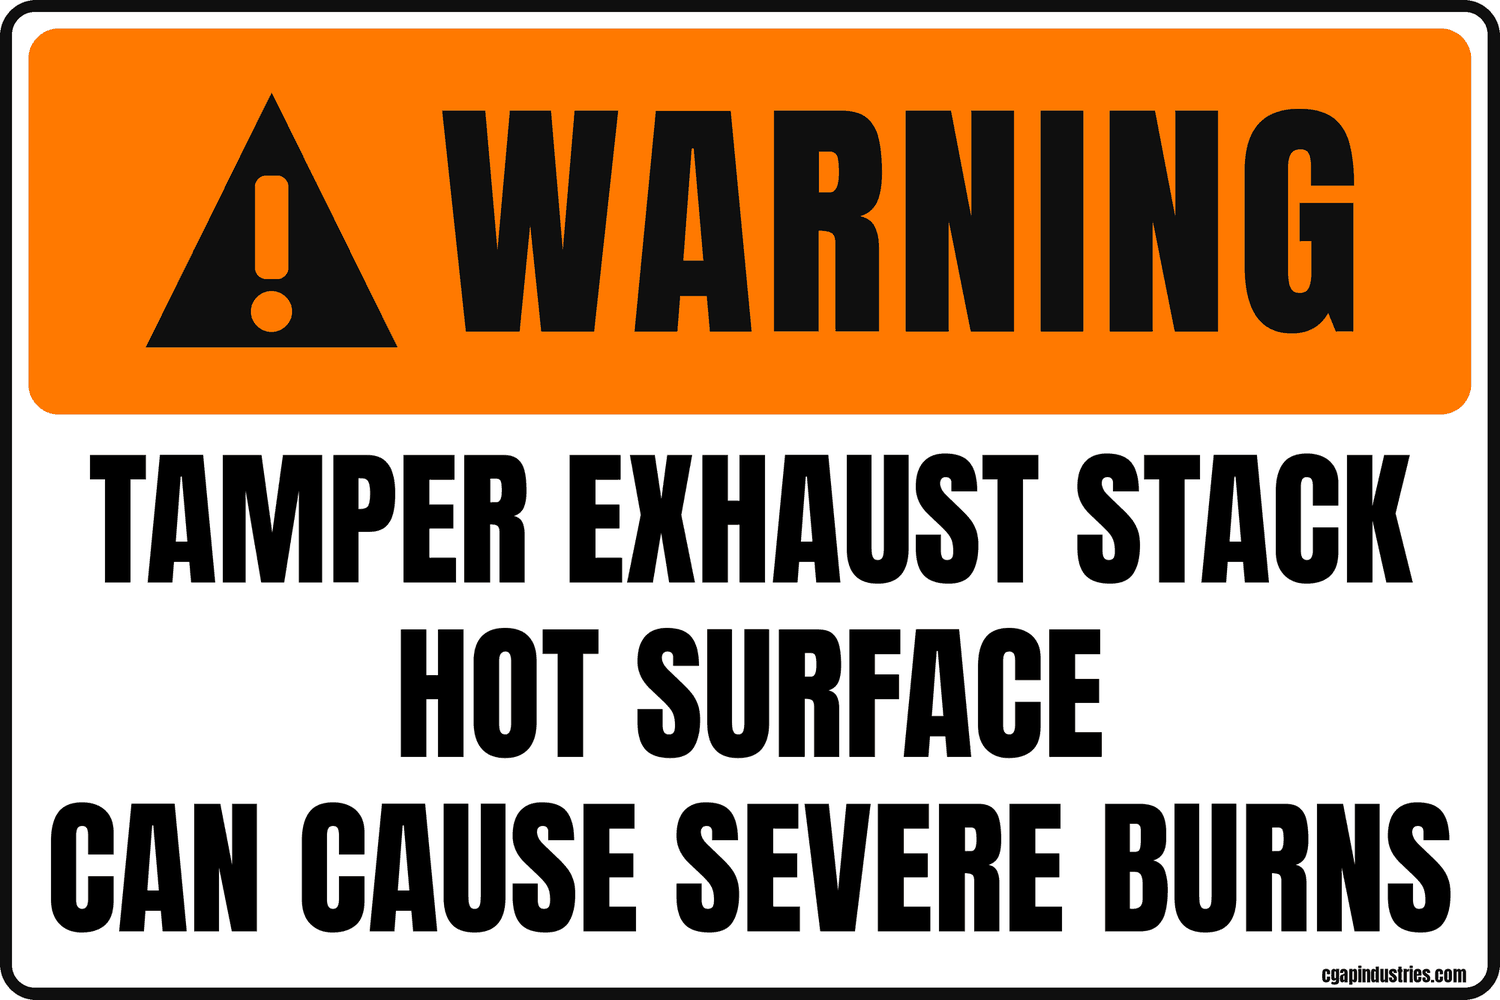 WARNING
TAMPER EXHAUST STACK
HOT SURFACE
CAN CAUSE SEVERE BURNS
cgapindustries.com